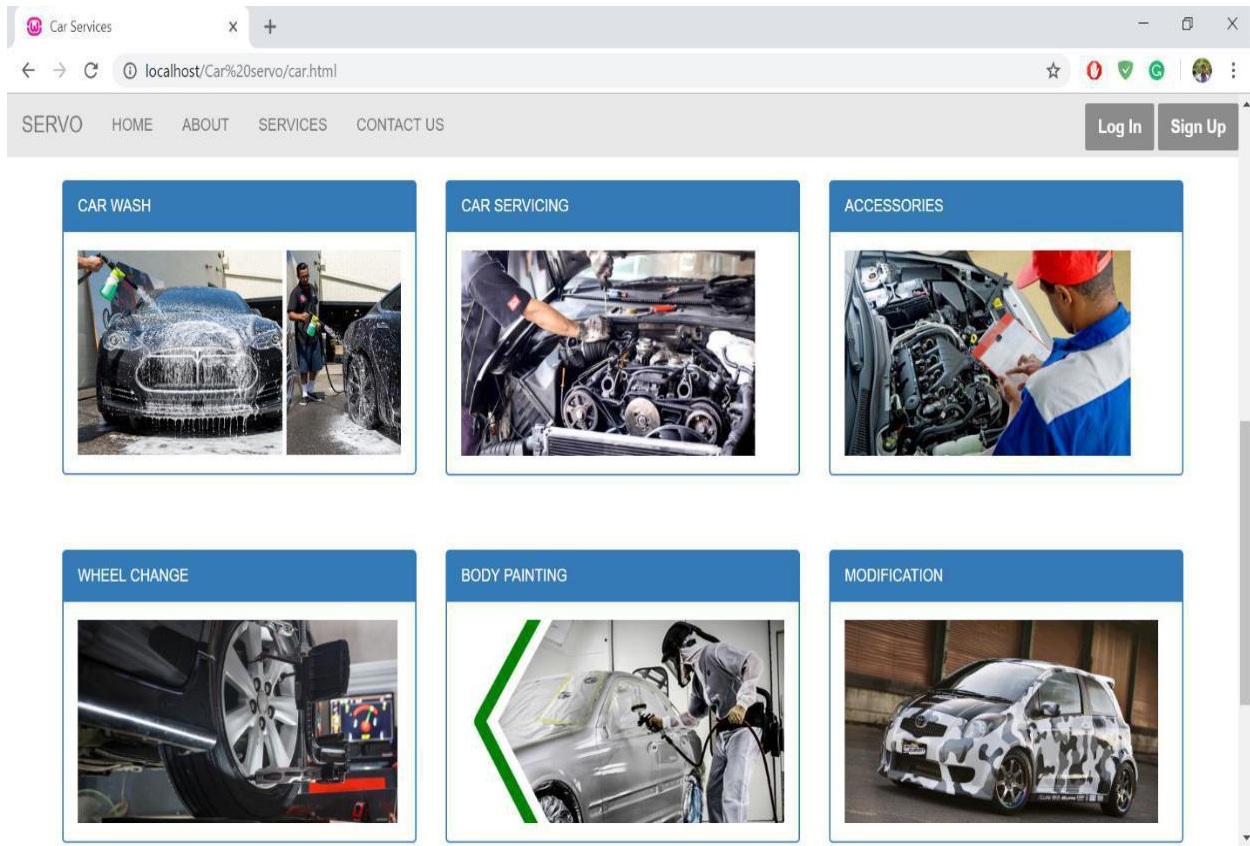 Car Services
localhost/Car%20servo/car.html
SERVO HOME ABOUT SERVICES CONTACT US Log In Sign Up
CAR WASH CAR SERVICING ACCESSORIES
WHEEL CHANGE BODY PAINTING MODIFICATION